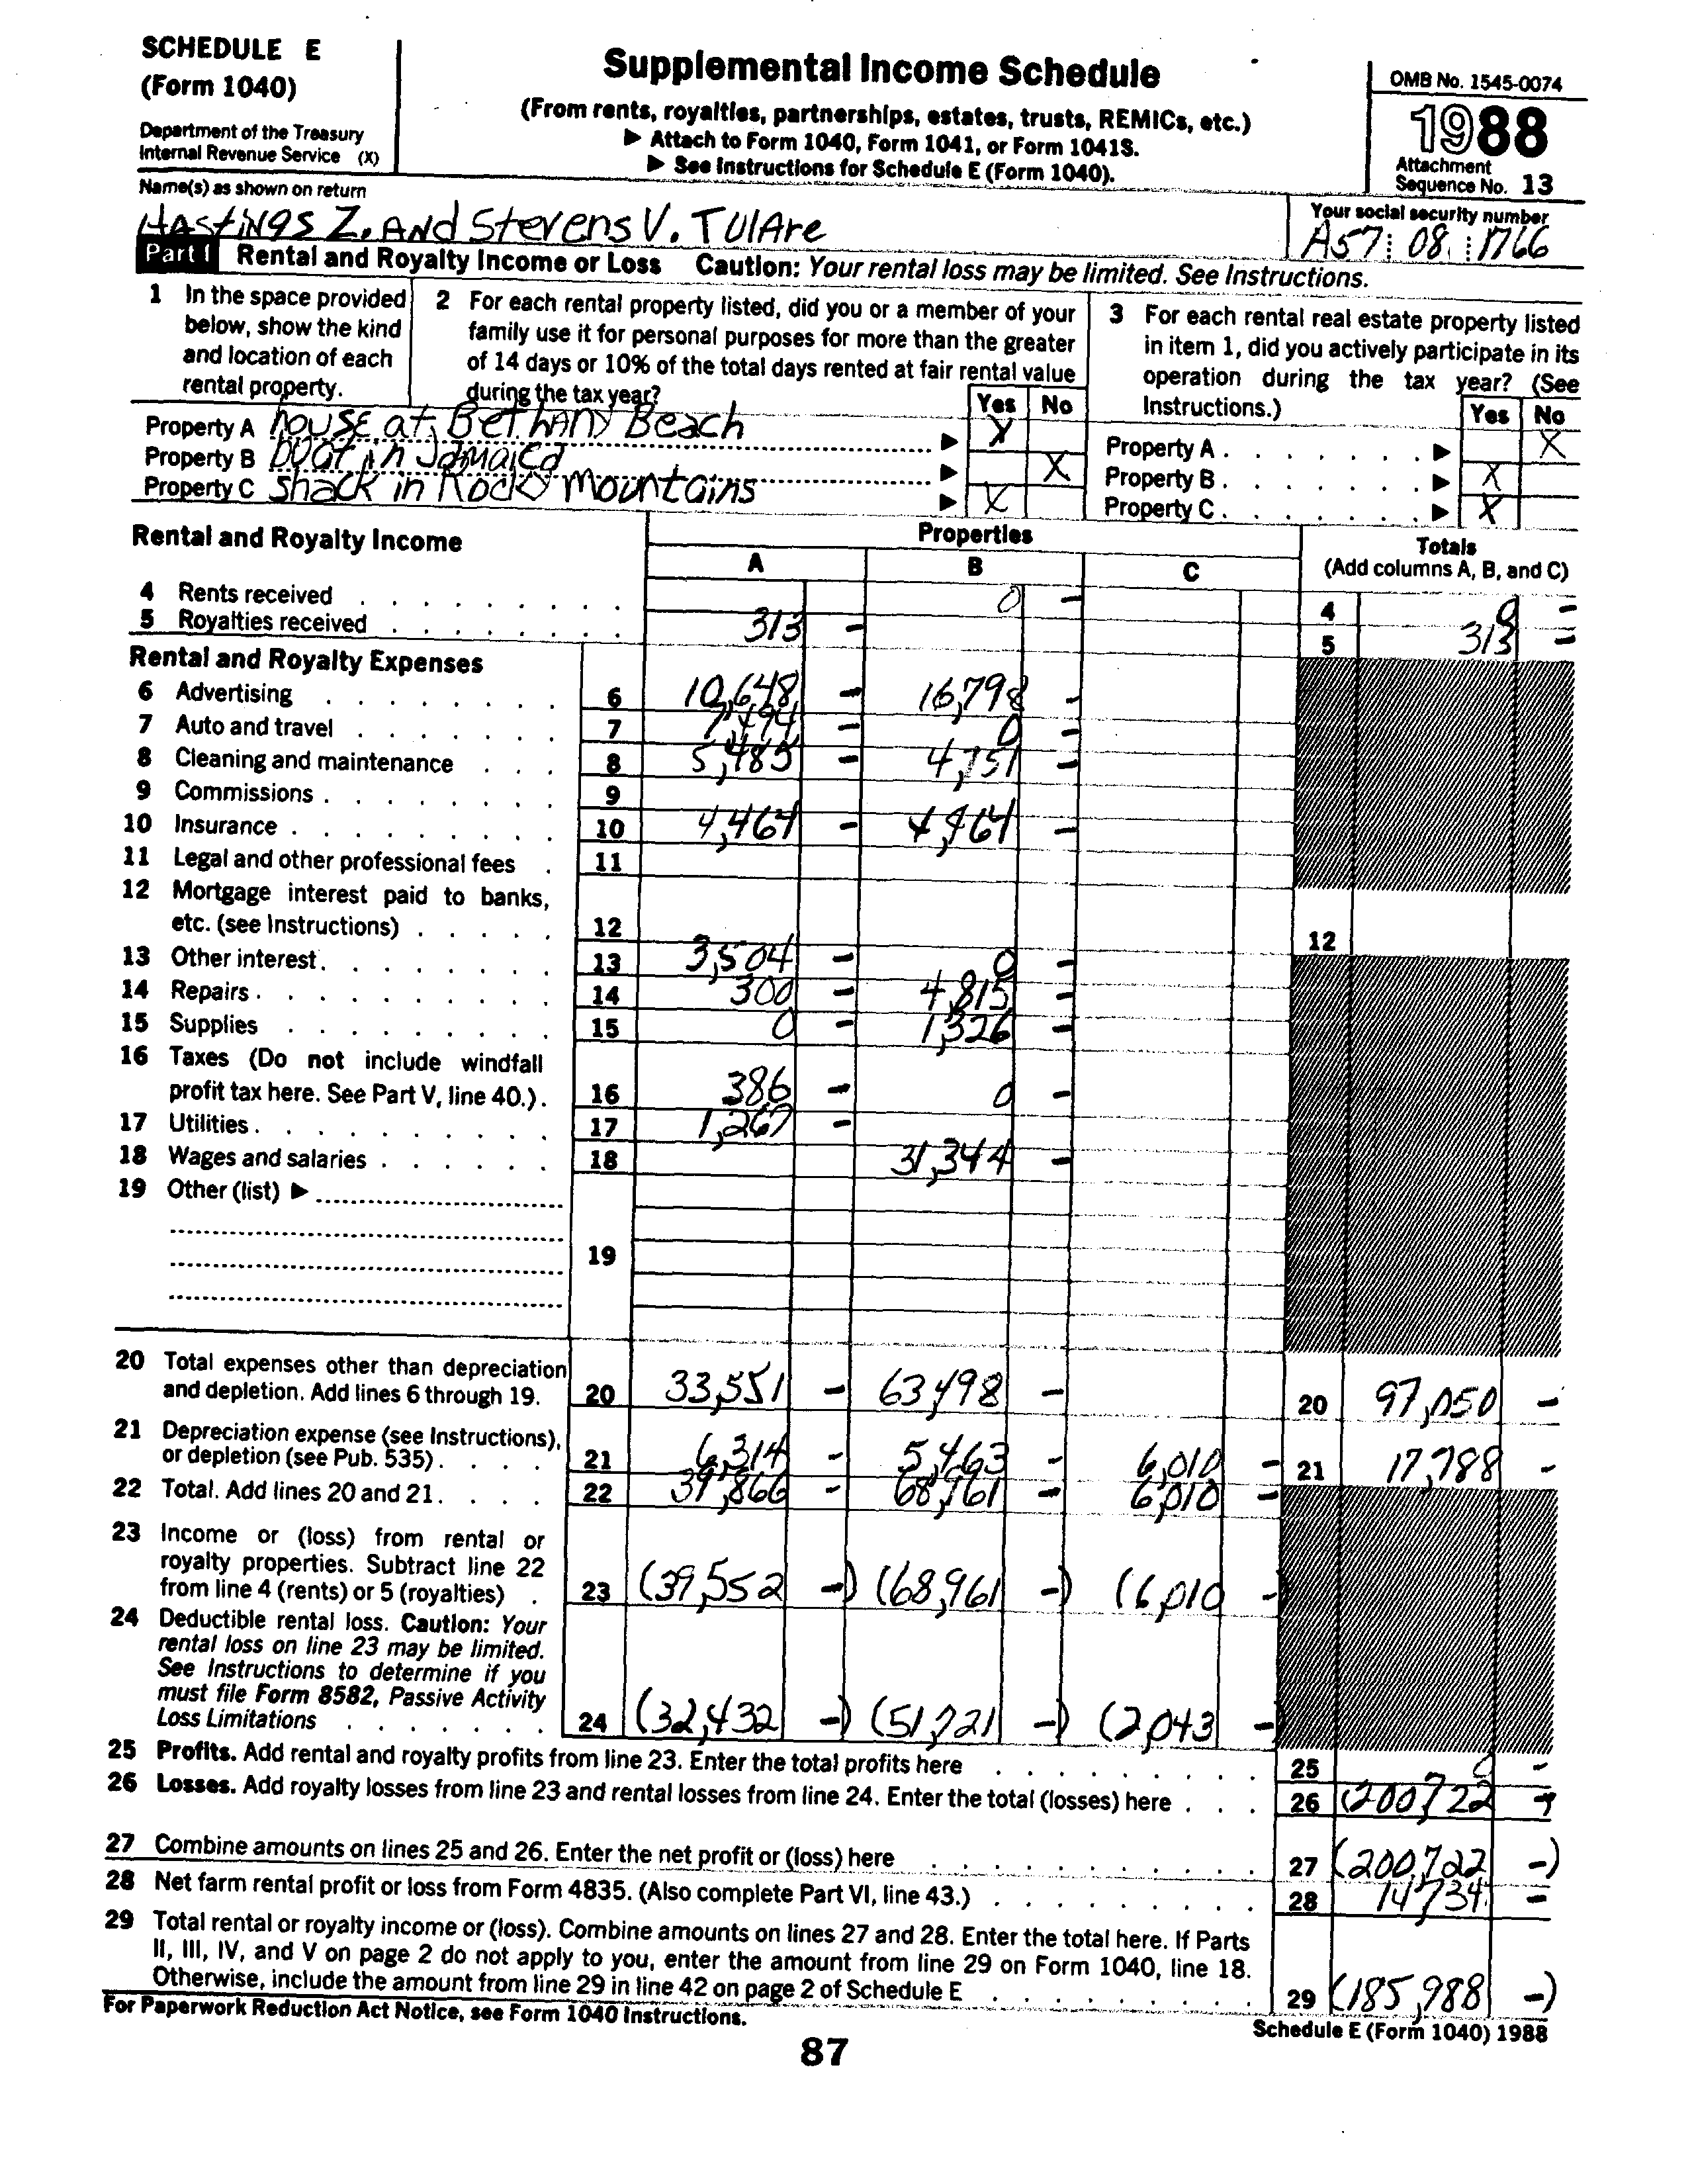 SCHEDULE E
(Form 1040)
Department of the Treasury
Internal Revenue Service (X)
Supplemental Income Schedule
(From rents, royalties, partnerships, estates, trusts, REMICs, etc.)
▶ Attach to Form 1040, Form 1041, or Form 1041S.
▶ See Instructions for Schedule E (Form 1040).
OMB No. 1545-0074
1988
Attachment
Sequence No. 13
Name(s) as shown on return
HAStiNgS Z. ANd Stevens V. TUlAre
Your social security number
A57 : 08 : 1766
Part I Rental and Royalty Income or Loss Caution: Your rental loss may be limited. See Instructions.
1 In the space provided
below, show the kind
and location of each
rental property.
2 For each rental property listed, did you or a member of your
family use it for personal purposes for more than the greater
of 14 days or 10% of the total days rented at fair rental value
during the tax year?
Yes No
3 For each rental real estate property listed
in item 1, did you actively participate in its
operation during the tax year? (See
Instructions.)
Yes No
Property A house at Bethany Beach ▶ X
Property B boat in Jamaica ▶ X
Property C shack in Rocky Mountains ▶ X
Property A . . . . . . . ▶ X
Property B . . . . . . . ▶ X
Property C . . . . . . . ▶ X
Rental and Royalty Income
Properties
A B C
Totals
(Add columns A, B, and C)
4 Rents received 0 – 4 0 –
5 Royalties received 313 – 5 313 –
Rental and Royalty Expenses
6 Advertising 6 10,648 – 16,798 –
7 Auto and travel 7 7,494 – 0 –
8 Cleaning and maintenance 8 5,485 – 4,751 –
9 Commissions 9
10 Insurance 10 4,464 – 4,464 –
11 Legal and other professional fees 11
12 Mortgage interest paid to banks,
etc. (see Instructions) 12 12
13 Other interest 13 3,504 – 0 –
14 Repairs 14 300 – 4,815 –
15 Supplies 15 0 – 1,326 –
16 Taxes (Do not include windfall
profit tax here. See Part V, line 40.) 16 386 – 0 –
17 Utilities 17 1,267 –
18 Wages and salaries 18 31,344 –
19 Other (list) ▶
19
20 Total expenses other than depreciation
and depletion. Add lines 6 through 19. 20 33,551 – 63,498 – 20 97,050 –
21 Depreciation expense (see Instructions),
or depletion (see Pub. 535) 21 6,314 – 5,463 – 6,010 – 21 17,788 –
22 Total. Add lines 20 and 21 22 39,866 – 68,961 – 6,010 –
23 Income or (loss) from rental or
royalty properties. Subtract line 22
from line 4 (rents) or 5 (royalties) 23 (39,552 –) (68,961 –) (6,010 –
24 Deductible rental loss. Caution: Your
rental loss on line 23 may be limited.
See Instructions to determine if you
must file Form 8582, Passive Activity
Loss Limitations 24 (32,432 –) (51,721 –) (2,043 –)
25 Profits. Add rental and royalty profits from line 23. Enter the total profits here 25 0 –
26 Losses. Add royalty losses from line 23 and rental losses from line 24. Enter the total (losses) here 26 (200,722 –)
27 Combine amounts on lines 25 and 26. Enter the net profit or (loss) here 27 (200,722 –)
28 Net farm rental profit or loss from Form 4835. (Also complete Part VI, line 43.) 28 14,734 –
29 Total rental or royalty income or (loss). Combine amounts on lines 27 and 28. Enter the total here. If Parts
II, III, IV, and V on page 2 do not apply to you, enter the amount from line 29 on Form 1040, line 18.
Otherwise, include the amount from line 29 in line 42 on page 2 of Schedule E 29 (185,988 –)
For Paperwork Reduction Act Notice, see Form 1040 Instructions.
Schedule E (Form 1040) 1988
87